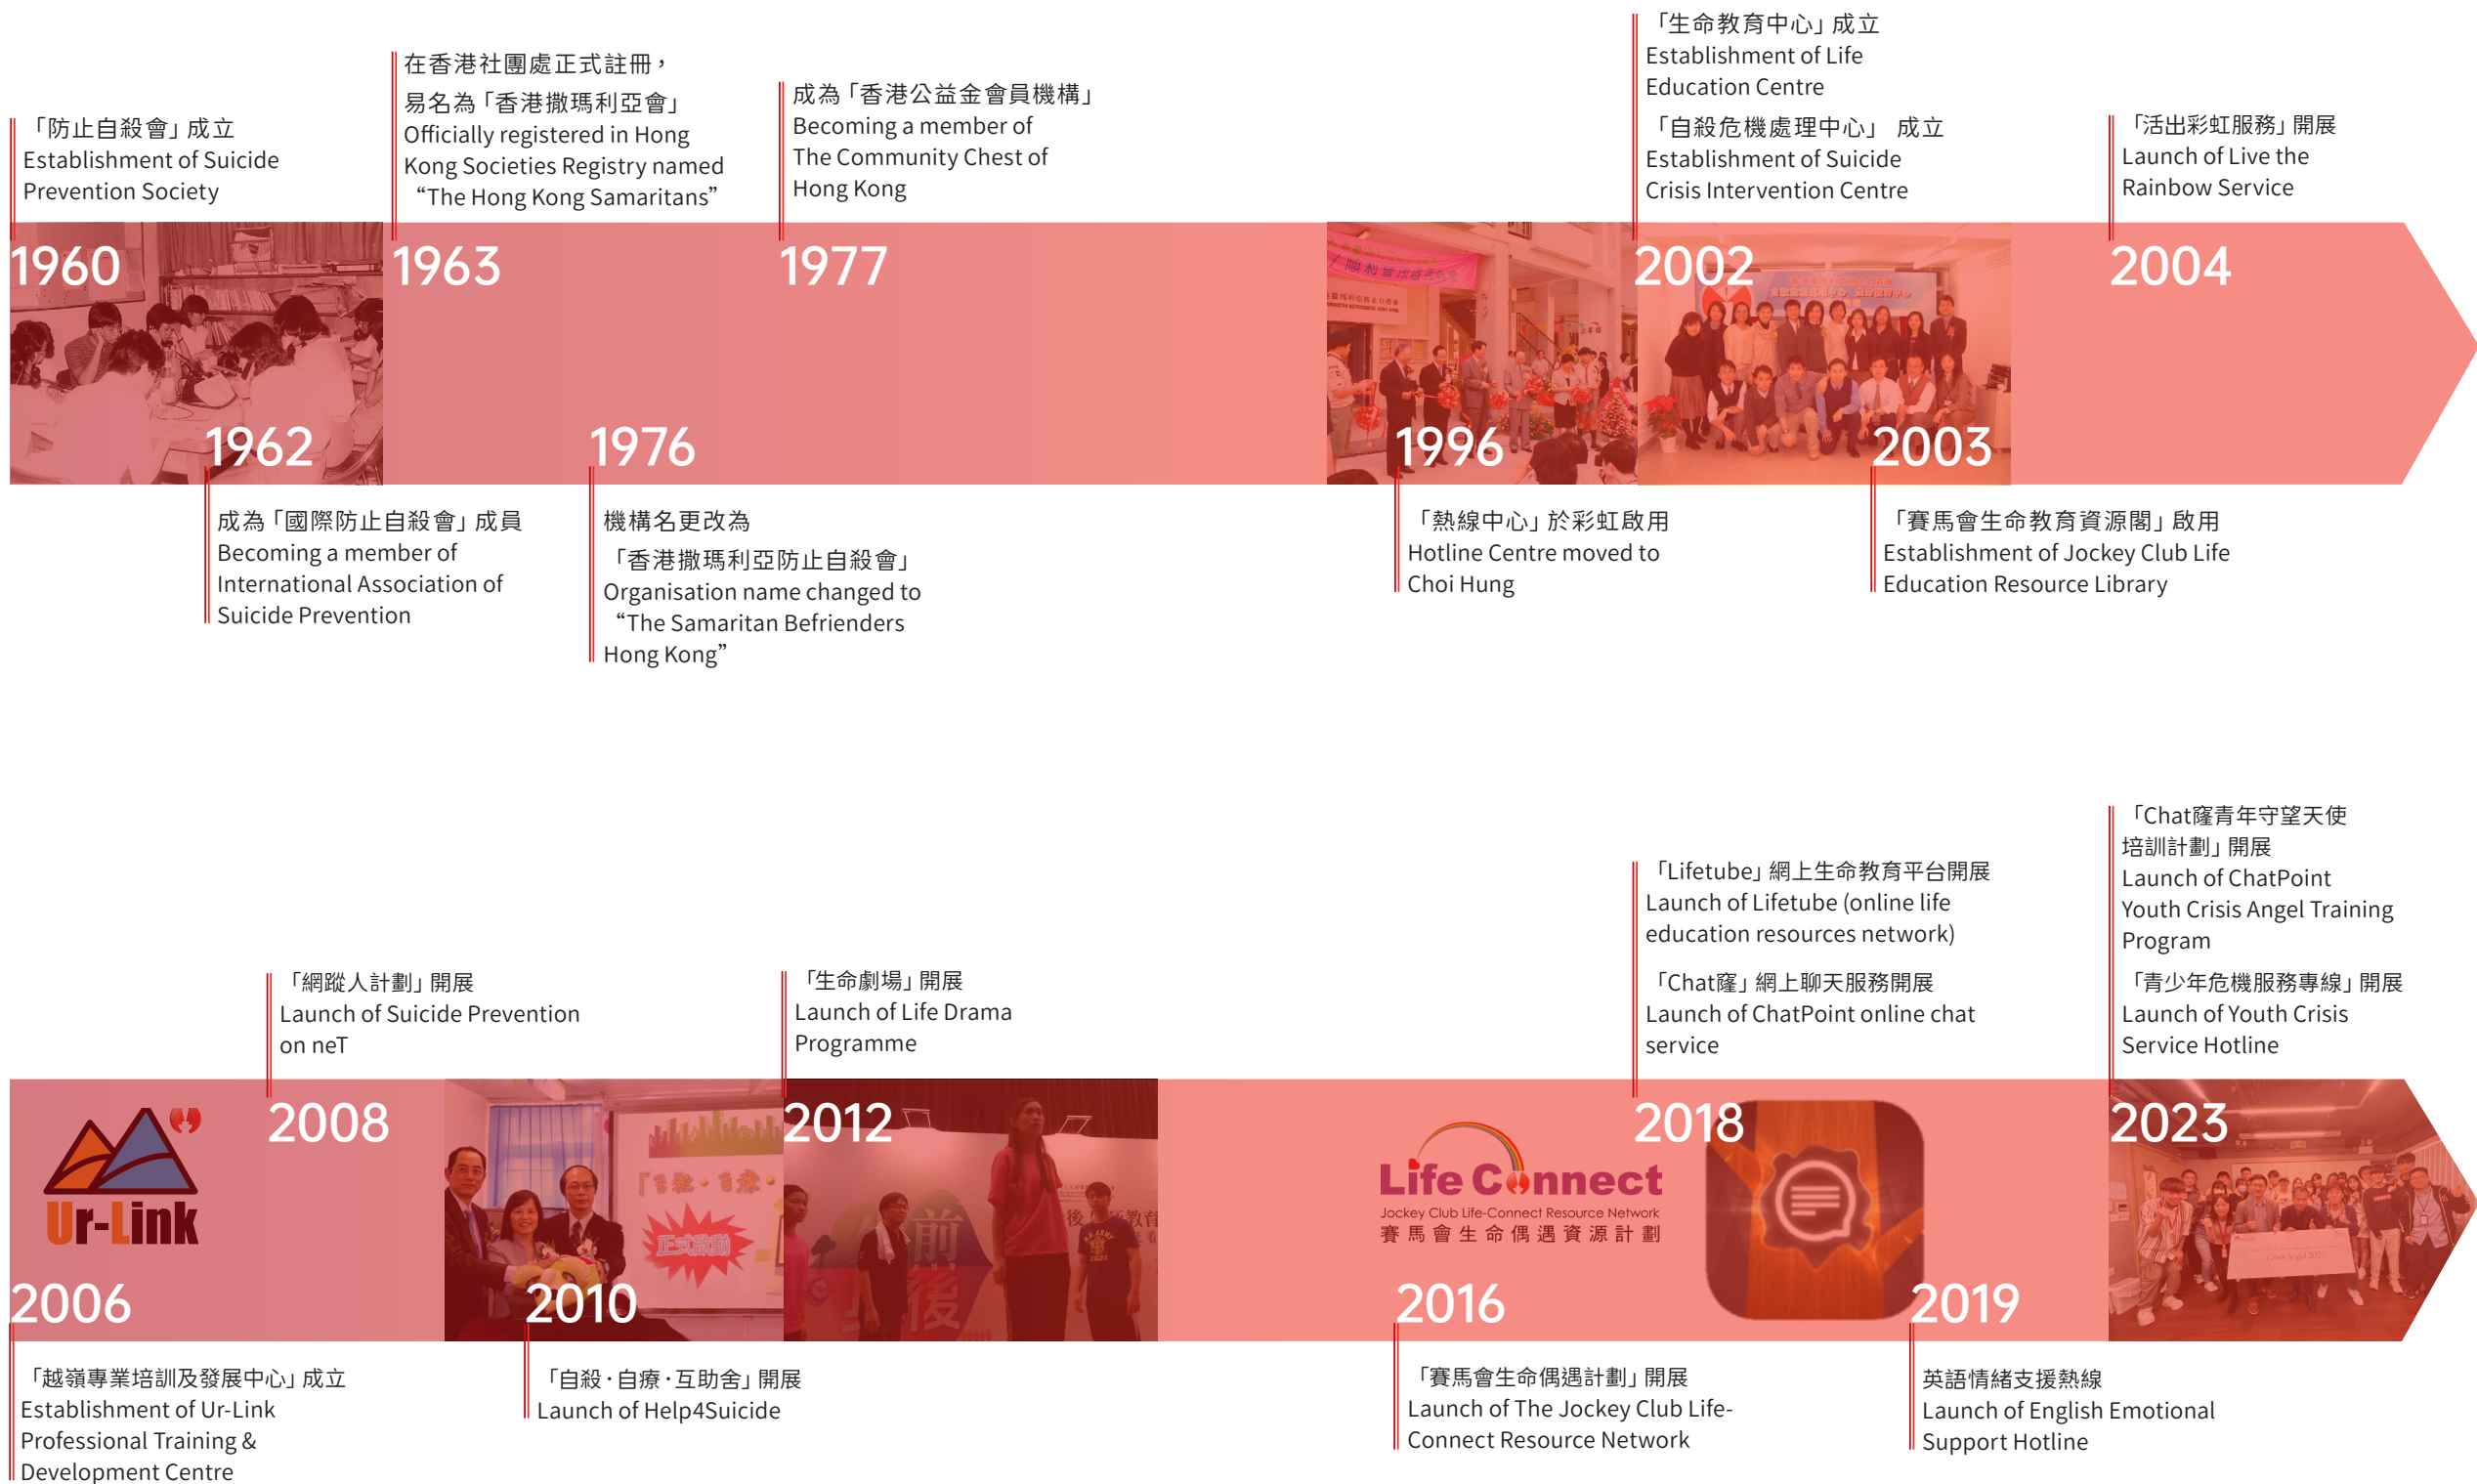 「防止自殺會」成立
Establishment of Suicide
Prevention Society
1960
1962
成為「國際防止自殺會」成員
Becoming a member of
International Association of
Suicide Prevention
在香港社團處正式註冊，
易名為「香港撒瑪利亞會」
Officially registered in Hong
Kong Societies Registry named
“The Hong Kong Samaritans”
1963
1976
機構名更改為
「香港撒瑪利亞防止自殺會」
Organisation name changed to
“The Samaritan Befrienders
Hong Kong”
成為「香港公益金會員機構」
Becoming a member of
The Community Chest of
Hong Kong
1977
1996
「熱線中心」於彩虹啟用
Hotline Centre moved to
Choi Hung
「生命教育中心」成立
Establishment of Life
Education Centre
「自殺危機處理中心」 成立
Establishment of Suicide
Crisis Intervention Centre
2002
2003
「賽馬會生命教育資源閣」啟用
Establishment of Jockey Club Life
Education Resource Library
「活出彩虹服務」開展
Launch of Live the
Rainbow Service
2004
Ur-Link
2006
「越嶺專業培訓及發展中心」成立
Establishment of Ur-Link
Professional Training &
Development Centre
「網蹤人計劃」開展
Launch of Suicide Prevention
on neT
2008
正式啟動
2010
「自殺·自療·互助舍」開展
Launch of Help4Suicide
「生命劇場」開展
Launch of Life Drama
Programme
2012
前
後
Life Connect
Jockey Club Life-Connect Resource Network
賽馬會生命偶遇資源計劃
2016
「賽馬會生命偶遇計劃」開展
Launch of The Jockey Club Life-
Connect Resource Network
「Lifetube」網上生命教育平台開展
Launch of Lifetube (online life
education resources network)
「Chat窿」網上聊天服務開展
Launch of ChatPoint online chat
service
2018
2019
英語情緒支援熱線
Launch of English Emotional
Support Hotline
「Chat窿青年守望天使
培訓計劃」開展
Launch of ChatPoint
Youth Crisis Angel Training
Program
「青少年危機服務專線」開展
Launch of Youth Crisis
Service Hotline
2023